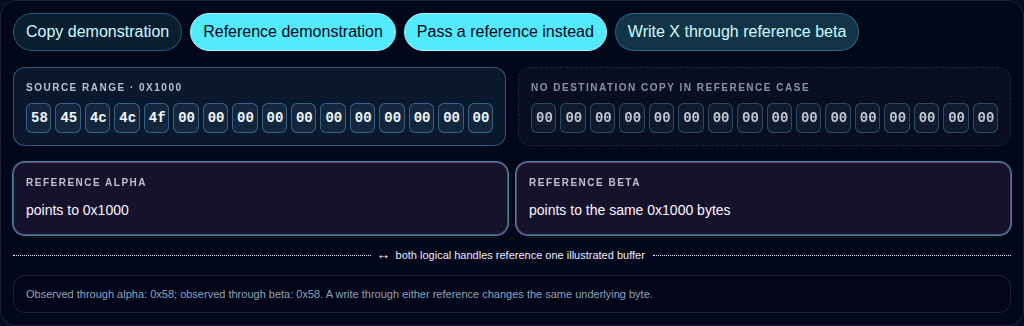 Copy demonstration Reference demonstration Pass a reference instead Write X through reference beta
SOURCE RANGE · 0X1000
58 45 4c 4c 4f 00 00 00 00 00 00 00 00 00 00 00
NO DESTINATION COPY IN REFERENCE CASE
00 00 00 00 00 00 00 00 00 00 00 00 00 00 00 00
REFERENCE ALPHA
points to 0x1000
REFERENCE BETA
points to the same 0x1000 bytes
↔ both logical handles reference one illustrated buffer
Observed through alpha: 0x58; observed through beta: 0x58. A write through either reference changes the same underlying byte.